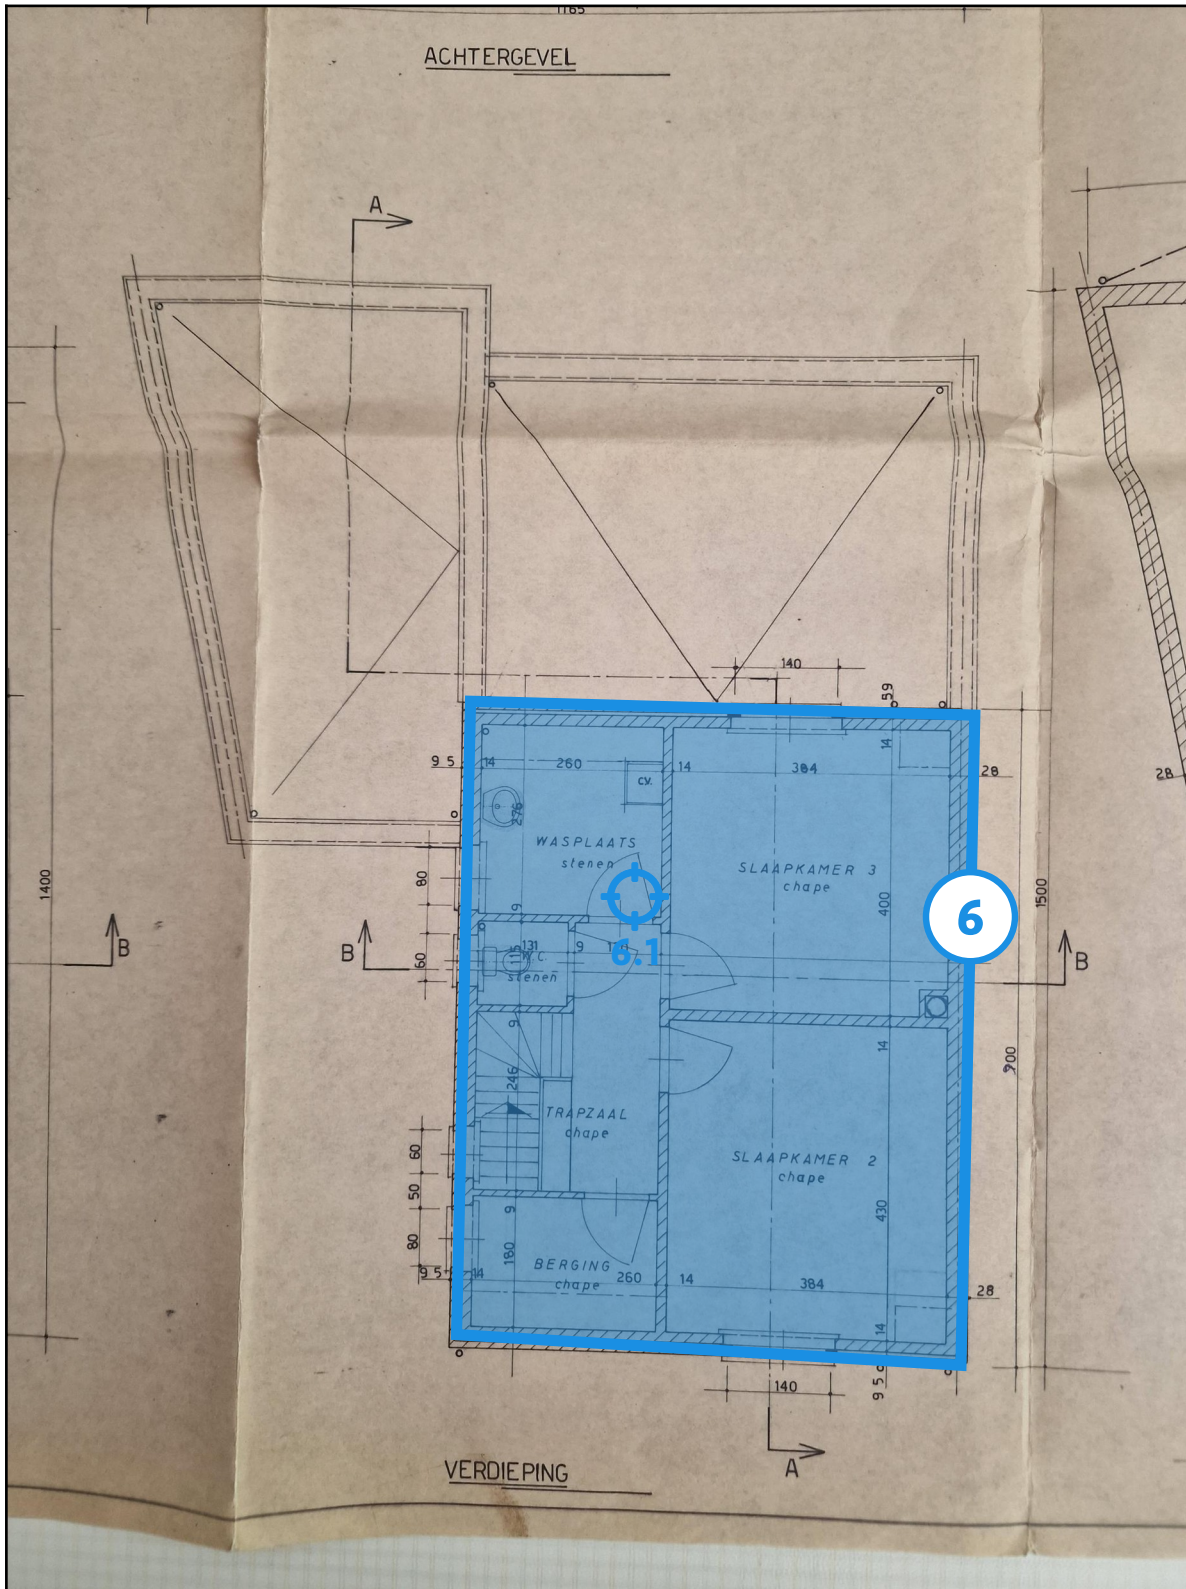 1165
ACHTERGEVEL
A
140
59
9 5
14
260
14
384
14
28
28
cv.
276
WASPLAATS
stenen
SLAAPKAMER 3
chape
80
1400
400
1500
9
6
B
B
60
115
131
W.C.
9
6.1
B
stenen
9
14
900
246
TRAPZAAL
chape
60
SLAAPKAMER 2
chape
50
9
430
80
180
BERGING
chape
260
9 5
14
14
384
28
14
140
9 5
A
VERDIEPING